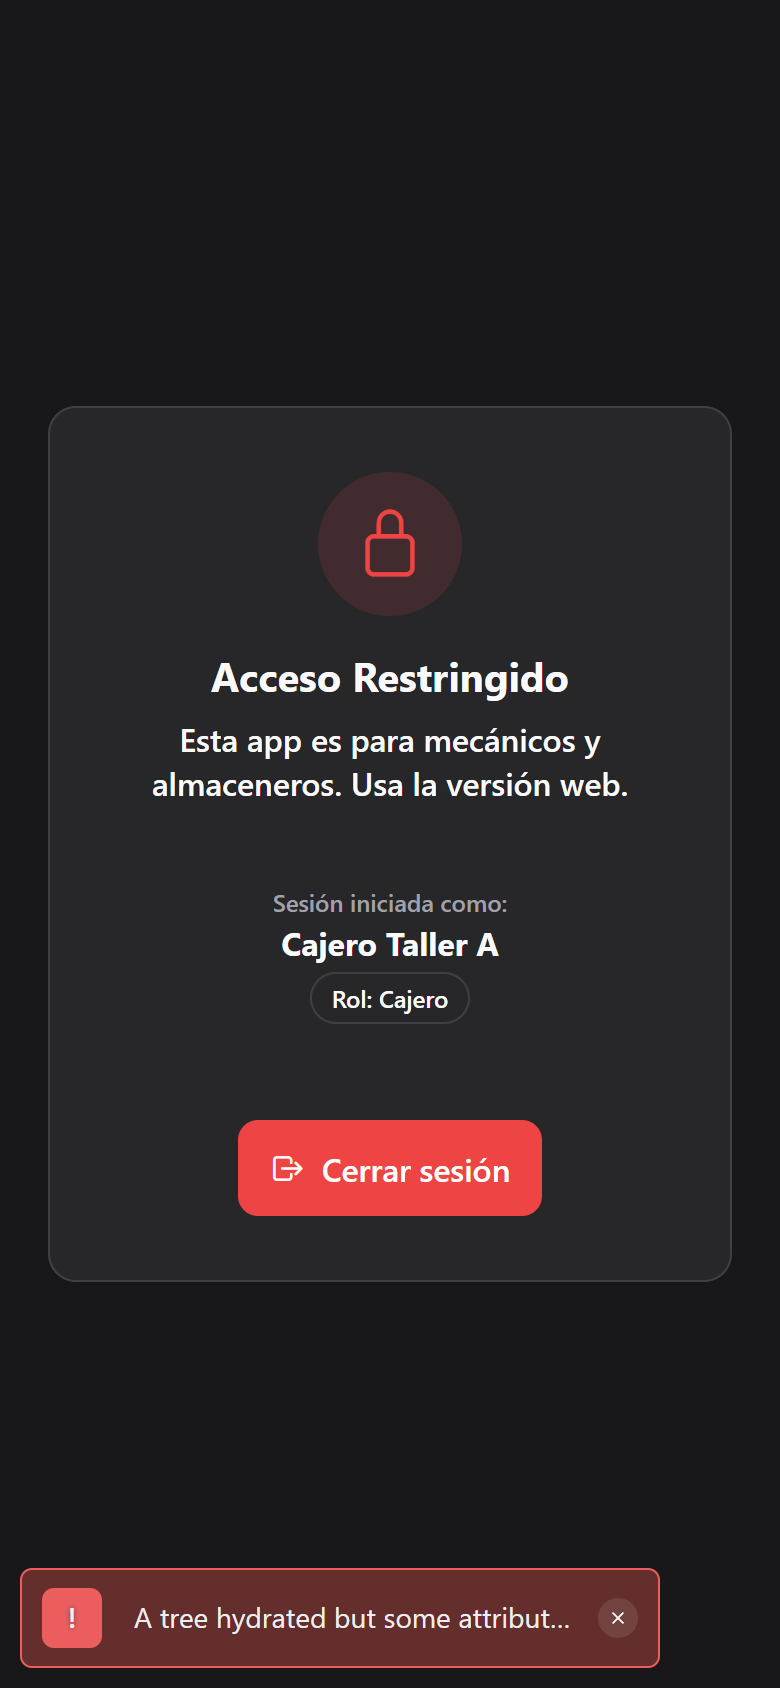 Acceso Restringido
Esta app es para mecánicos y
almaceneros. Usa la versión web.
Sesión iniciada como:
Cajero Taller A
Rol: Cajero
Cerrar sesión
! A tree hydrated but some attribut...